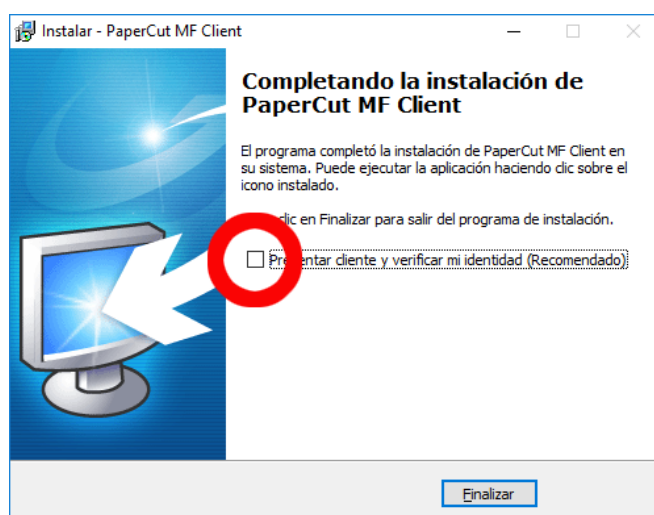 Instalar - PaperCut MF Client
Completando la instalación de
PaperCut MF Client
El programa completó la instalación de PaperCut MF Client en
su sistema. Puede ejecutar la aplicación haciendo clic sobre el
icono instalado.
clic en Finalizar para salir del programa de instalación.
Presentar cliente y verificar mi identidad (Recomendado)
Finalizar